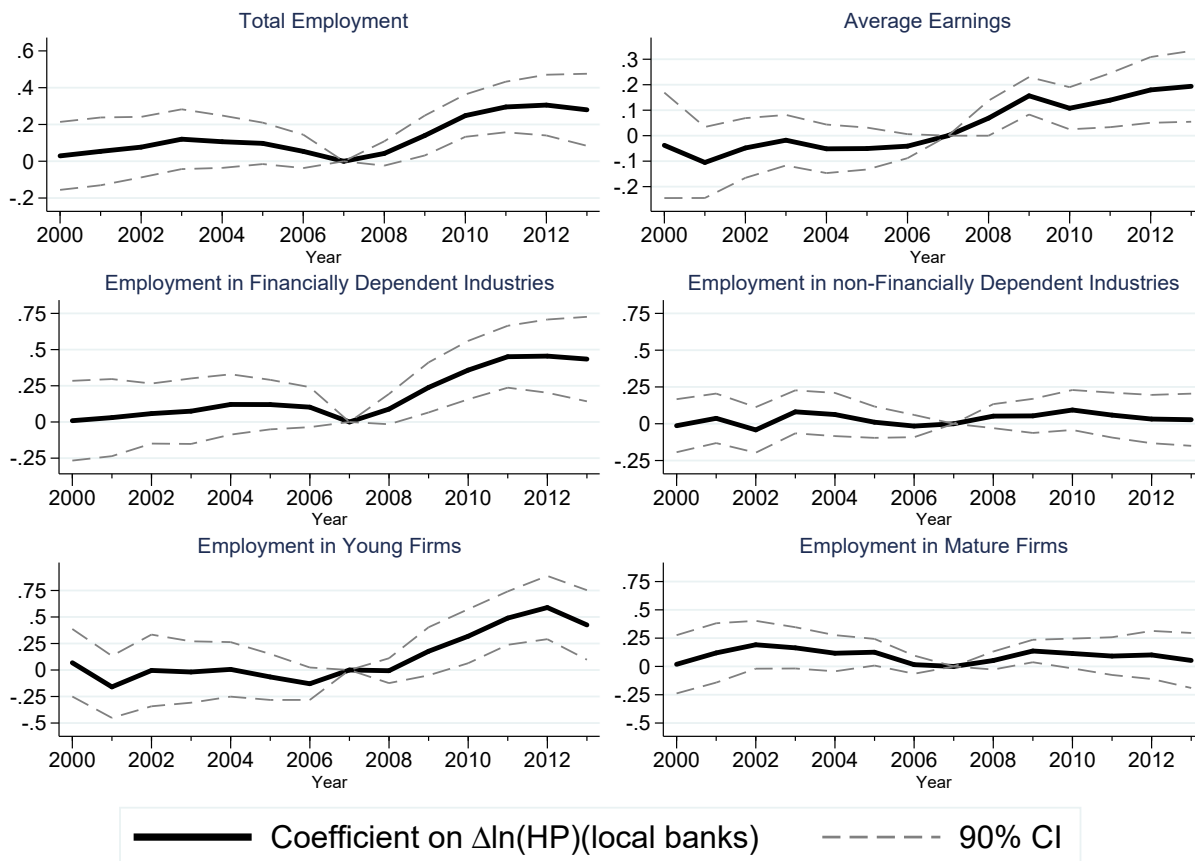 Total Employment
.6
.4
.2
0
-.2
2000 2002 2004 2006 2008 2010 2012
Year
Average Earnings
.3
.2
.1
0
-.1
-.2
2000 2002 2004 2006 2008 2010 2012
Year
Employment in Financially Dependent Industries
.75
.5
.25
0
-.25
2000 2002 2004 2006 2008 2010 2012
Year
Employment in non-Financially Dependent Industries
.75
.5
.25
0
-.25
2000 2002 2004 2006 2008 2010 2012
Year
Employment in Young Firms
.75
.5
.25
0
-.25
-.5
2000 2002 2004 2006 2008 2010 2012
Year
Employment in Mature Firms
.75
.5
.25
0
-.25
-.5
2000 2002 2004 2006 2008 2010 2012
Year
Coefficient on Δln(HP)(local banks) 90% CI